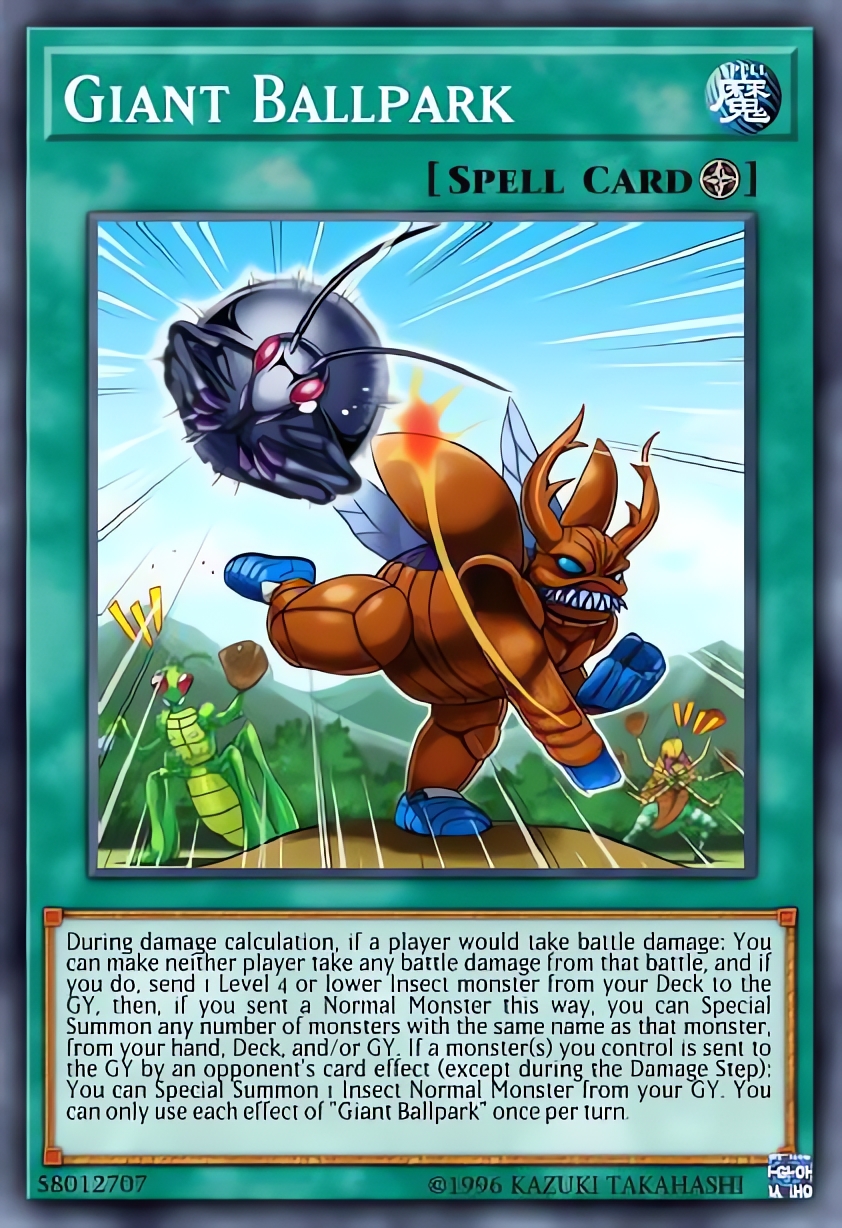 GIANT BALLPARK
魔
[SPELL CARD]
During damage calculation, if a player would take battle damage: You
can make neither player take any battle damage from that battle, and if
you do, send 1 Level 4 or lower Insect monster from your Deck to the
GY, then, if you sent a Normal Monster this way, you can Special
Summon any number of monsters with the same name as that monster,
from your hand, Deck, and/or GY. If a monster(s) you control is sent to
the GY by an opponent's card effect (except during the Damage Step):
You can Special Summon 1 Insect Normal Monster from your GY. You
can only use each effect of "Giant Ballpark" once per turn.
58012707
©1996 KAZUKI TAKAHASHI